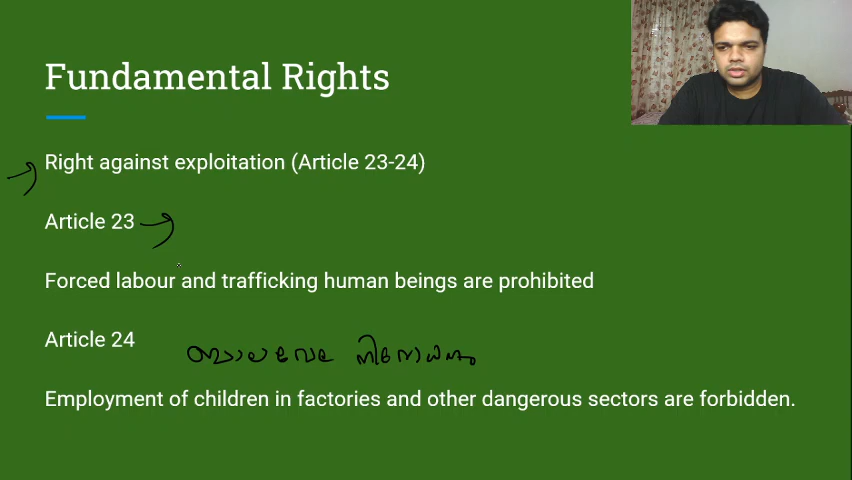 Fundamental Rights
Right against exploitation (Article 23-24)
Article 23
Forced labour and trafficking human beings are prohibited
Article 24
ബാലവേല നിരോധനം
Employment of children in factories and other dangerous sectors are forbidden.